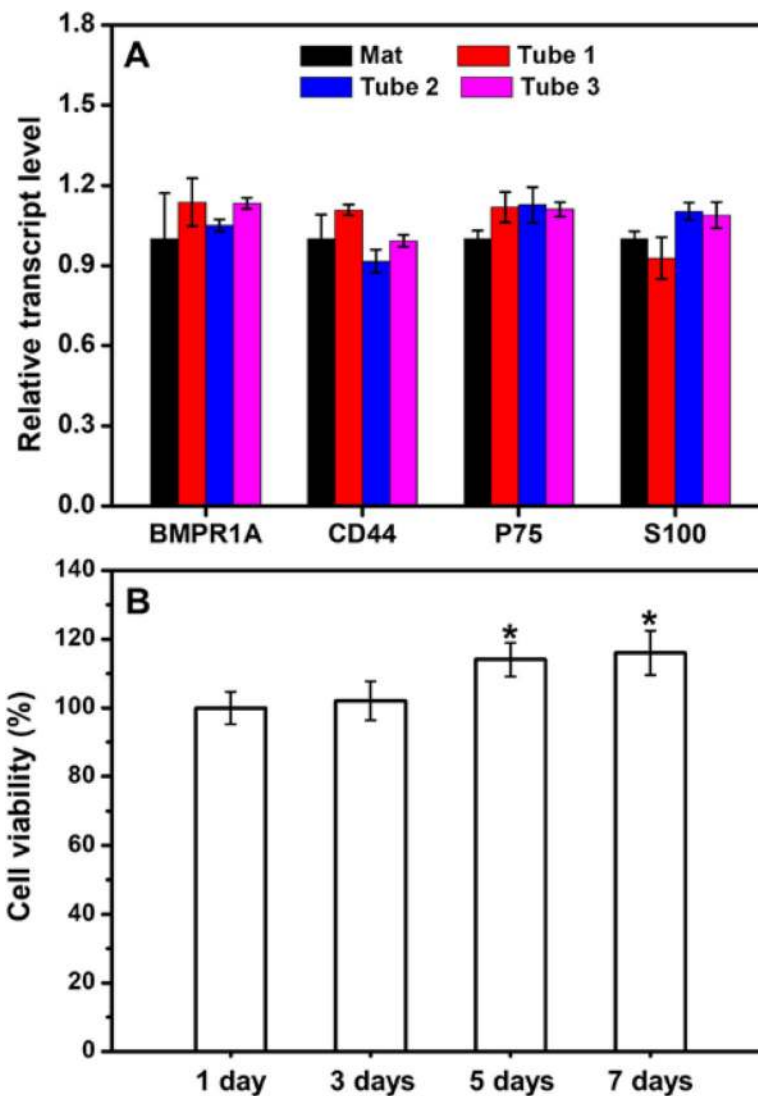 A
Mat
Tube 1
Tube 2
Tube 3
Relative transcript level
1.8
1.5
1.2
0.9
0.6
0.3
0.0
BMPR1A CD44 P75 S100
B
Cell viability (%)
140
120
100
80
60
40
20
0
* *
1 day 3 days 5 days 7 days